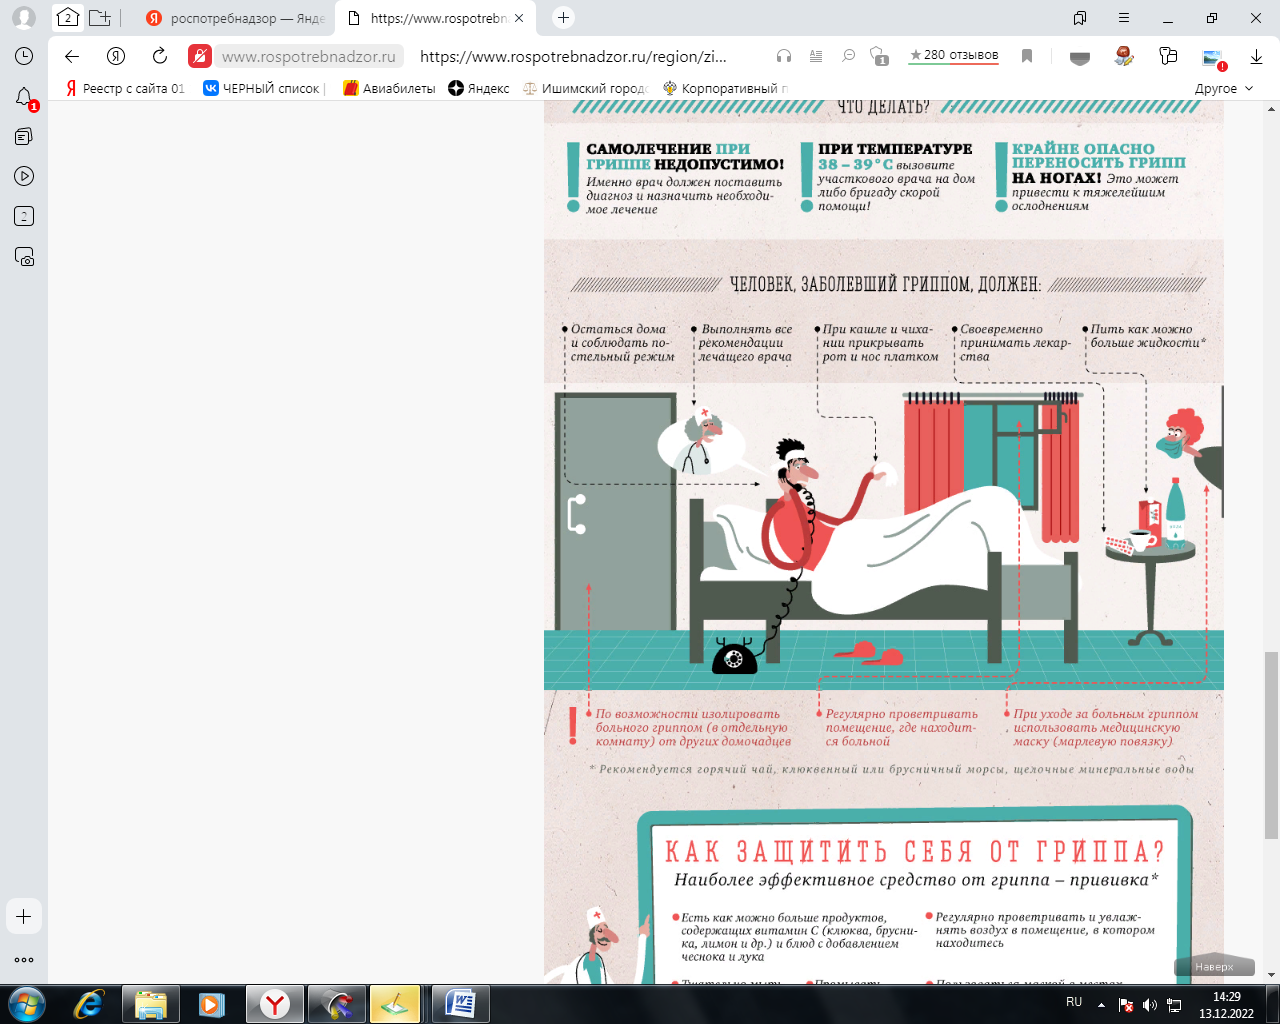 2
роспотребнадзор — Янде
https://www.rospotrebn
www.rospotrebnadzor.ru
https://www.rospotrebnadzor.ru/region/zi...
1
280 отзывов
Реестр с сайта 01
ЧЕРНЫЙ список |
Авиабилеты
Яндекс
Ишимский город
Корпоративный п
Другое
1
2
ЧТО ДЕЛАТЬ?
САМОЛЕЧЕНИЕ ПРИ
ГРИППЕ НЕДОПУСТИМО!
Именно врач должен поставить
диагноз и назначить необходи-
мое лечение
ПРИ ТЕМПЕРАТУРЕ
38 – 39°С вызовите
участкового врача на дом
либо бригаду скорой
помощи!
КРАЙНЕ ОПАСНО
ПЕРЕНОСИТЬ ГРИПП
НА НОГАХ! Это может
привести к тяжелейшим
ослоднениям
ЧЕЛОВЕК, ЗАБОЛЕВШИЙ ГРИППОМ, ДОЛЖЕН:
Остаться дома
и соблюдать по-
стельный режим
Выполнять все
рекомендации
лечащего врача
При кашле и чиха-
нии прикрывать
рот и нос платком
Своевременно
принимать лекар-
ства
Пить как можно
больше жидкости*
По возможности изолировать
больного гриппом (в отдельную
комнату) от других домочадцев
Регулярно проветривать
помещение, где находит-
ся больной
При уходе за больным гриппом
использовать медицинскую
маску (марлевую повязку)
* Рекомендуется горячий чай, клюквенный или брусничный морсы, щелочные минеральные воды
КАК ЗАЩИТИТЬ СЕБЯ ОТ ГРИППА?
Наиболее эффективное средство от гриппа – прививка*
Есть как можно больше продуктов,
содержащих витамин С (клюква, брусни-
ка, лимон и др.) и блюд с добавлением
чеснока и лука
Регулярно проветривать и увлаж-
нять воздух в помещение, в котором
находитесь
Наверх
RU
14:29
13.12.2022